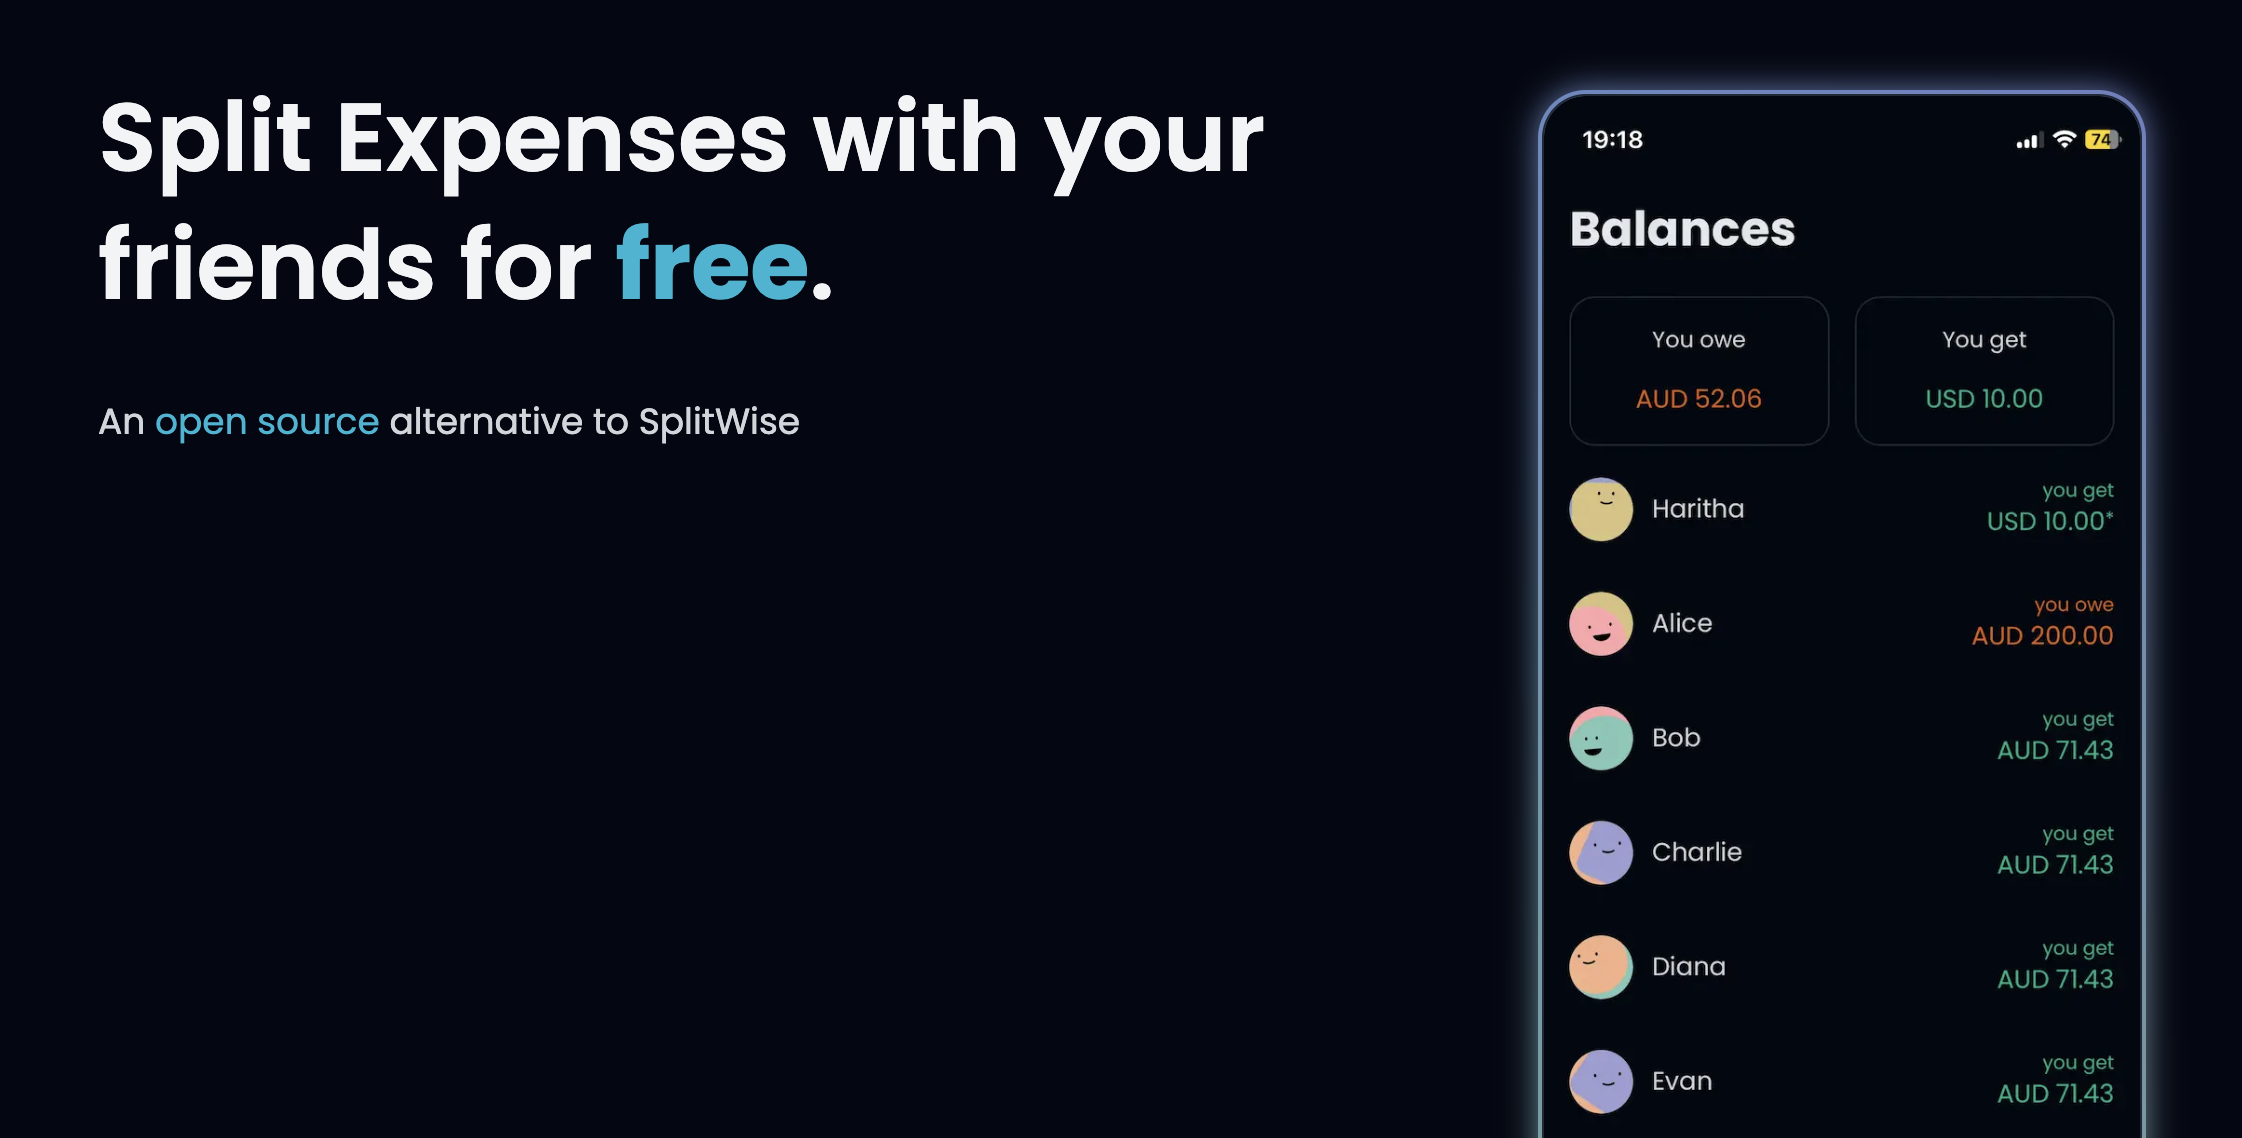 Split Expenses with your
friends for free.
An open source alternative to SplitWise
19:18
74
Balances
You owe
AUD 52.06
You get
USD 10.00
Haritha
you get
USD 10.00*
Alice
you owe
AUD 200.00
Bob
you get
AUD 71.43
Charlie
you get
AUD 71.43
Diana
you get
AUD 71.43
Evan
you get
AUD 71.43